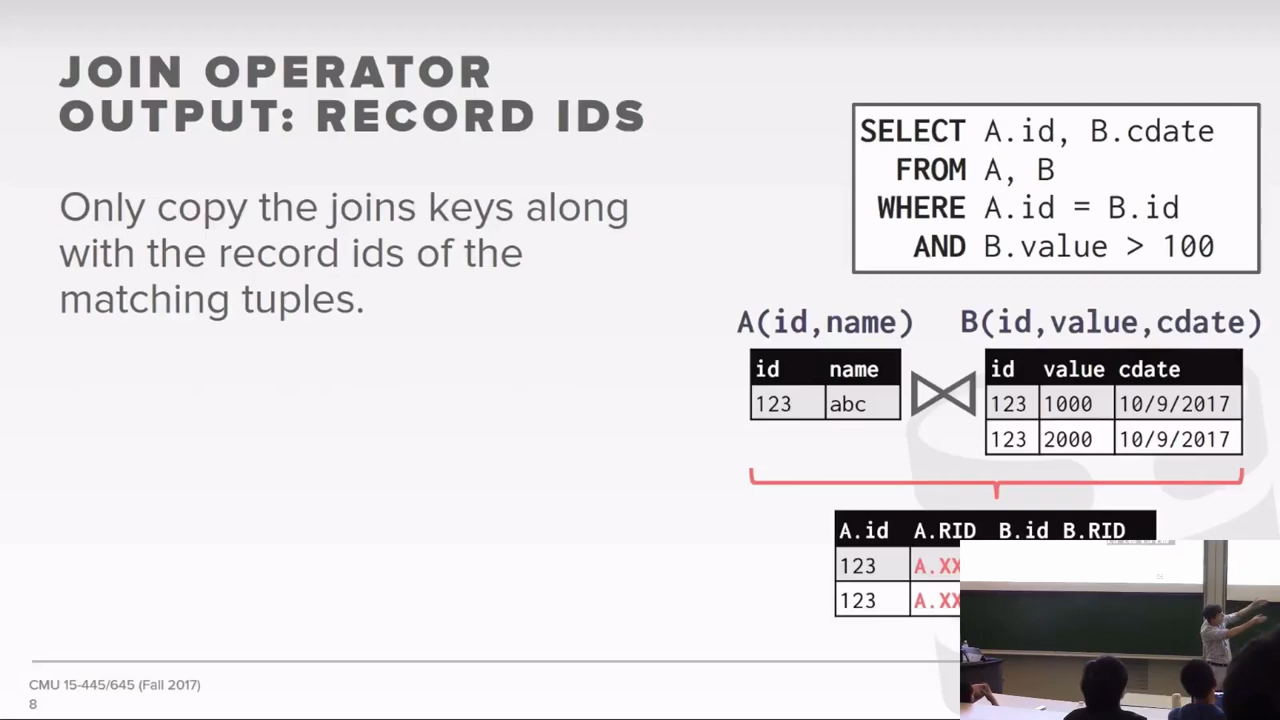 JOIN OPERATOR
OUTPUT: RECORD IDS
Only copy the joins keys along
with the record ids of the
matching tuples.
SELECT A.id, B.cdate
FROM A, B
WHERE A.id = B.id
AND B.value > 100
A(id,name) B(id,value,cdate)
id name id value cdate
123 abc 123 1000 10/9/2017
123 2000 10/9/2017
A.id A.RID B.id B.RID
123 A.XX
123 A.XX
CMU 15-445/645 (Fall 2017)
8